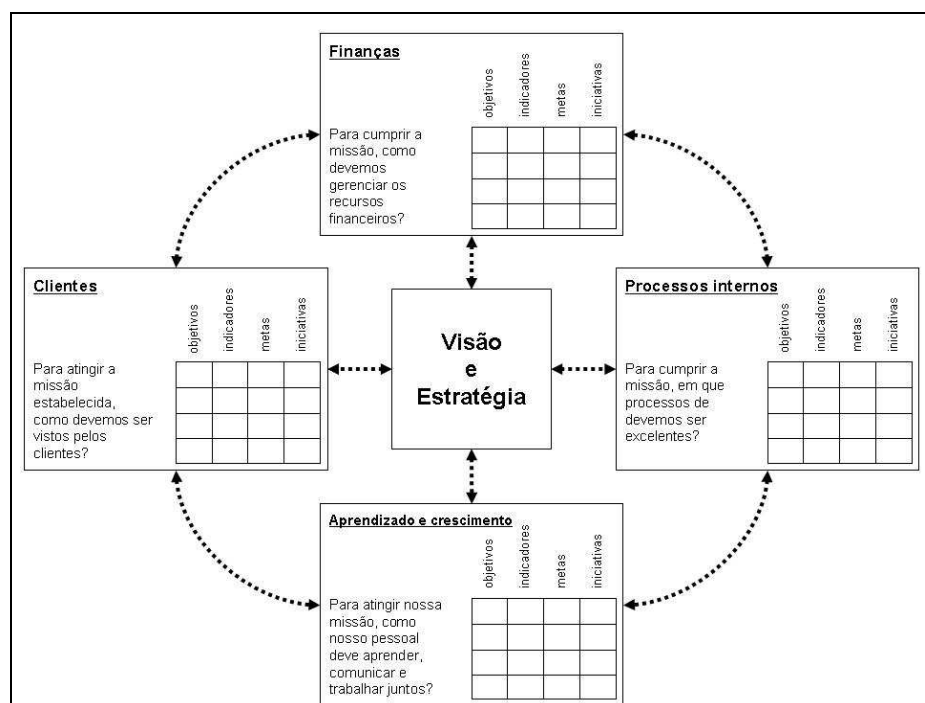 Finanças
objetivos
indicadores
metas
iniciativas
Para cumprir a
missão, como
devemos
gerenciar os
recursos
financeiros?
Clientes
objetivos
indicadores
metas
iniciativas
Para atingir a
missão
estabelecida,
como devemos ser
vistos pelos
clientes?
Visão
e
Estratégia
Processos internos
objetivos
indicadores
metas
iniciativas
Para cumprir a
missão, em que
processos de
devemos ser
excelentes?
Aprendizado e crescimento
objetivos
indicadores
metas
iniciativas
Para atingir nossa
missão, como
nosso pessoal
deve aprender,
comunicar e
trabalhar juntos?